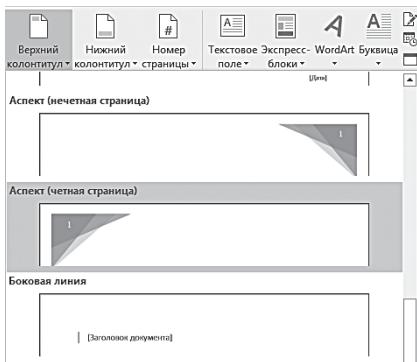 Верхний Нижний Номер Текстовое Экспресс- WordArt Буквица
колонтитул колонтитул страницы поле блоки
[Дата]
Аспект (нечетная страница)
1
Аспект (четная страница)
1
Боковая линия
[Заголовок документа]